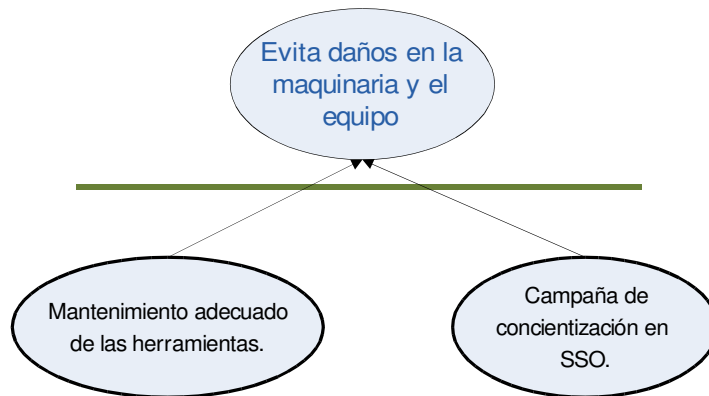 Evita daños en la
maquinaria y el
equipo
Mantenimiento adecuado
de las herramientas.
Campaña de
concientización en
SSO.